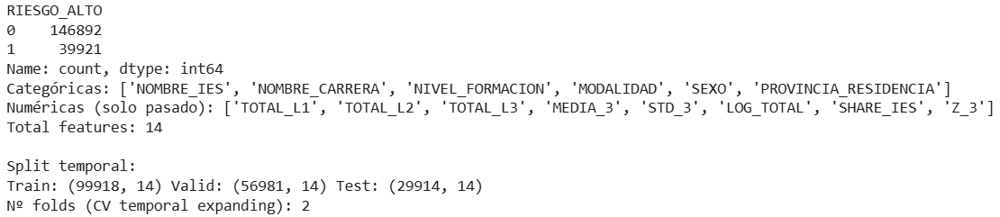 RIESGO_ALTO
0    146892
1     39921
Name: count, dtype: int64
Categóricas: ['NOMBRE_IES', 'NOMBRE_CARRERA', 'NIVEL_FORMACION', 'MODALIDAD', 'SEXO', 'PROVINCIA_RESIDENCIA']
Numéricas (solo pasado): ['TOTAL_L1', 'TOTAL_L2', 'TOTAL_L3', 'MEDIA_3', 'STD_3', 'LOG_TOTAL', 'SHARE_IES', 'Z_3']
Total features: 14
Split temporal:
Train: (99918, 14) Valid: (56981, 14) Test: (29914, 14)
Nº folds (CV temporal expanding): 2